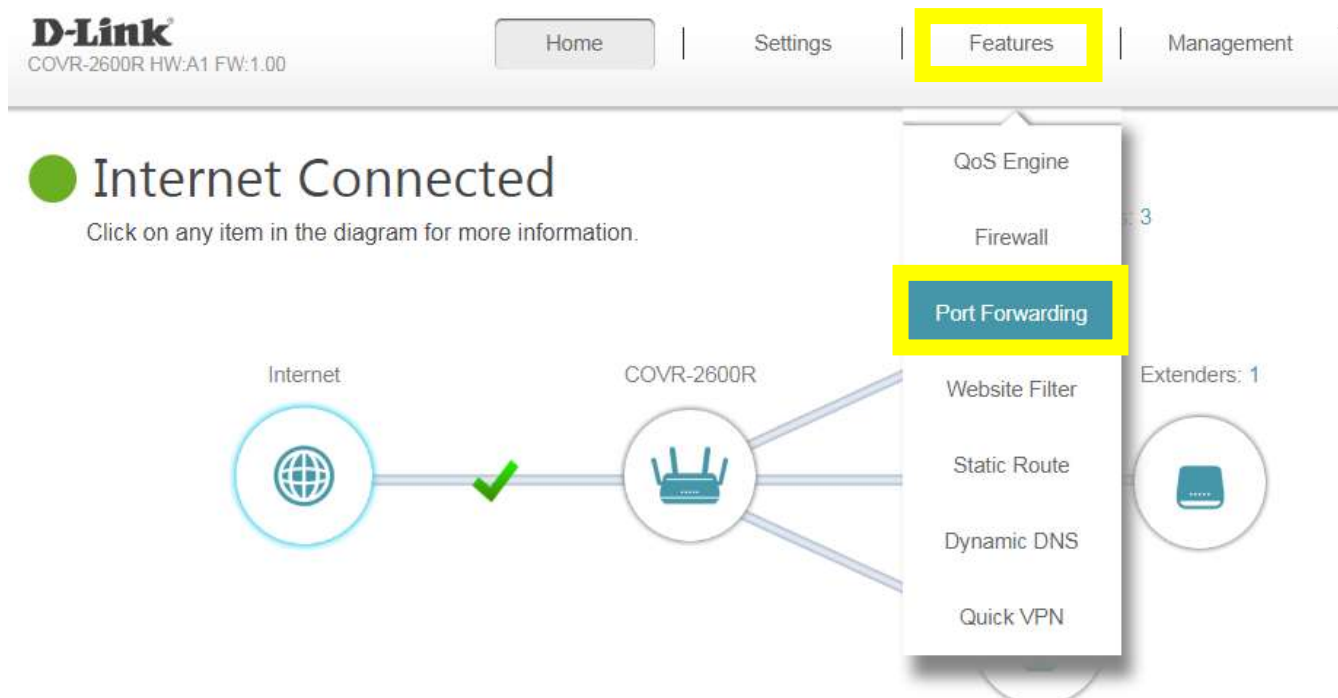 D-Link
COVR-2600R HW:A1 FW:1.00
Home
Settings
Features
Management
Internet Connected
Click on any item in the diagram for more information.
QoS Engine
Firewall
Port Forwarding
Website Filter
Static Route
Dynamic DNS
Quick VPN
: 3
Internet
COVR-2600R
Extenders: 1